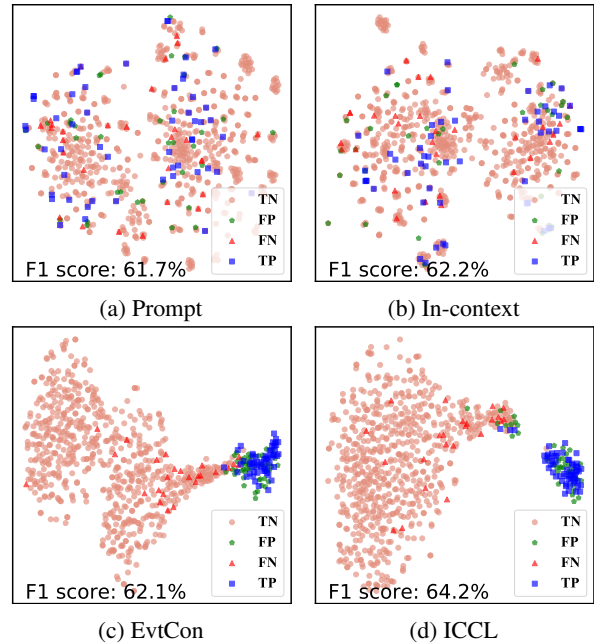 TN
FP
FN
TP
F1 score: 61.7%
(a) Prompt
TN
FP
FN
TP
F1 score: 62.2%
(b) In-context
TN
FP
FN
TP
F1 score: 62.1%
(c) EvtCon
TN
FP
FN
TP
F1 score: 64.2%
(d) ICCL